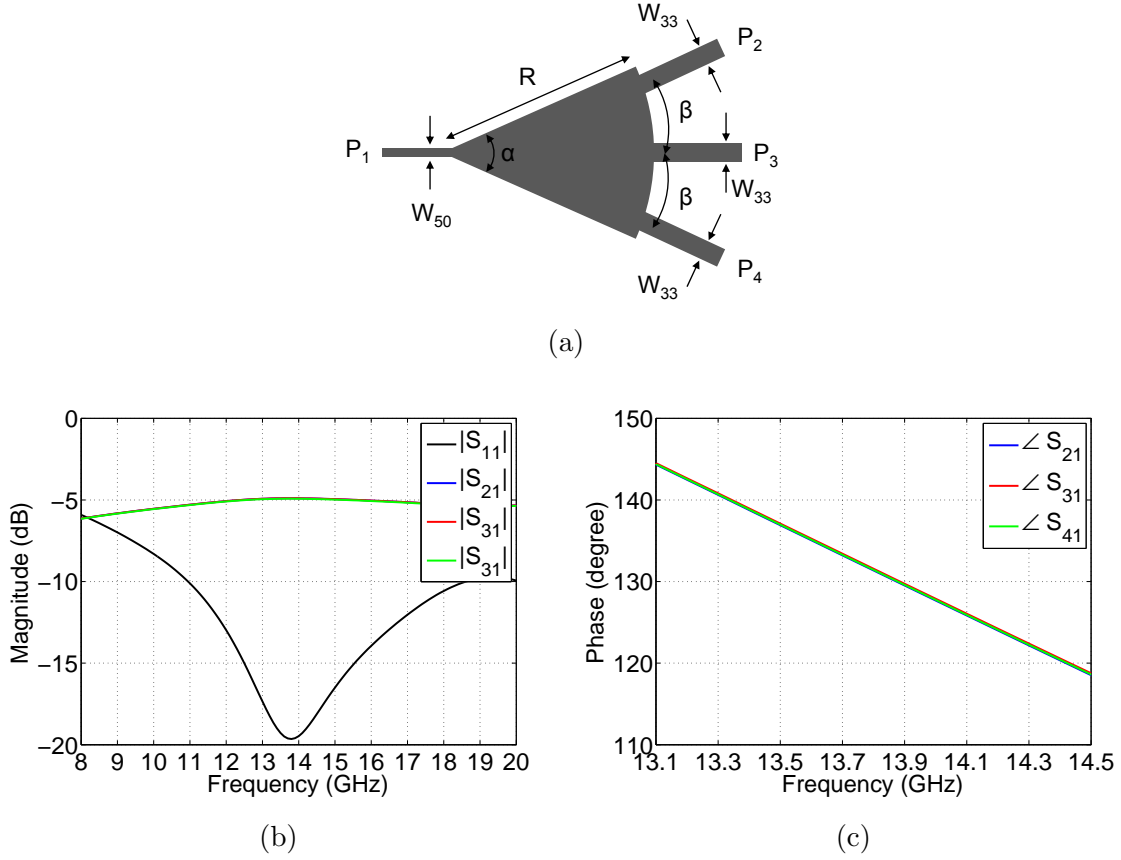 W33
P2
R
β
P1
α
P3
W50
W33
β
P4
W33
(a)
0
−5
−10
−15
−20
Magnitude (dB)
8 9 10 11 12 13 14 15 16 17 18 19 20
Frequency (GHz)
|S11|
|S21|
|S31|
|S31|
(b)
150
140
130
120
110
Phase (degree)
13.1 13.3 13.5 13.7 13.9 14.1 14.3 14.5
Frequency (GHz)
∠ S21
∠ S31
∠ S41
(c)